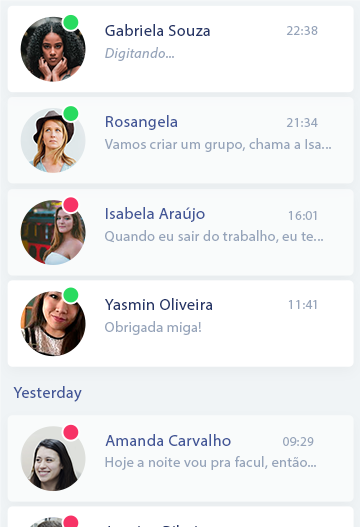 Gabriela Souza 22:38
Digitando...
Rosangela 21:34
Vamos criar um grupo, chama a Isa...
Isabela Araújo 16:01
Quando eu sair do trabalho, eu te...
Yasmin Oliveira 11:41
Obrigada miga!
Yesterday
Amanda Carvalho 09:29
Hoje a noite vou pra facul, então...